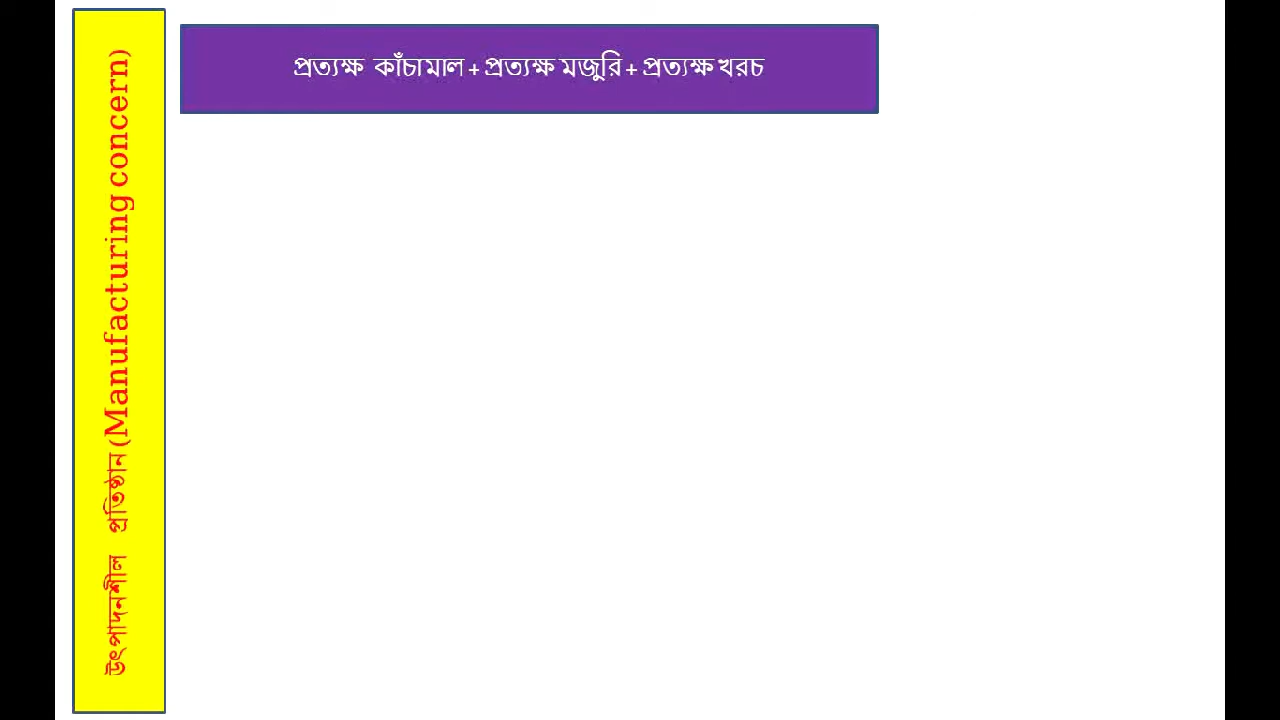 উৎপাদনশীল প্রতিষ্ঠান (Manufacturing concern)
প্রত্যক্ষ কাঁচামাল + প্রত্যক্ষ মজুরি + প্রত্যক্ষ খরচ